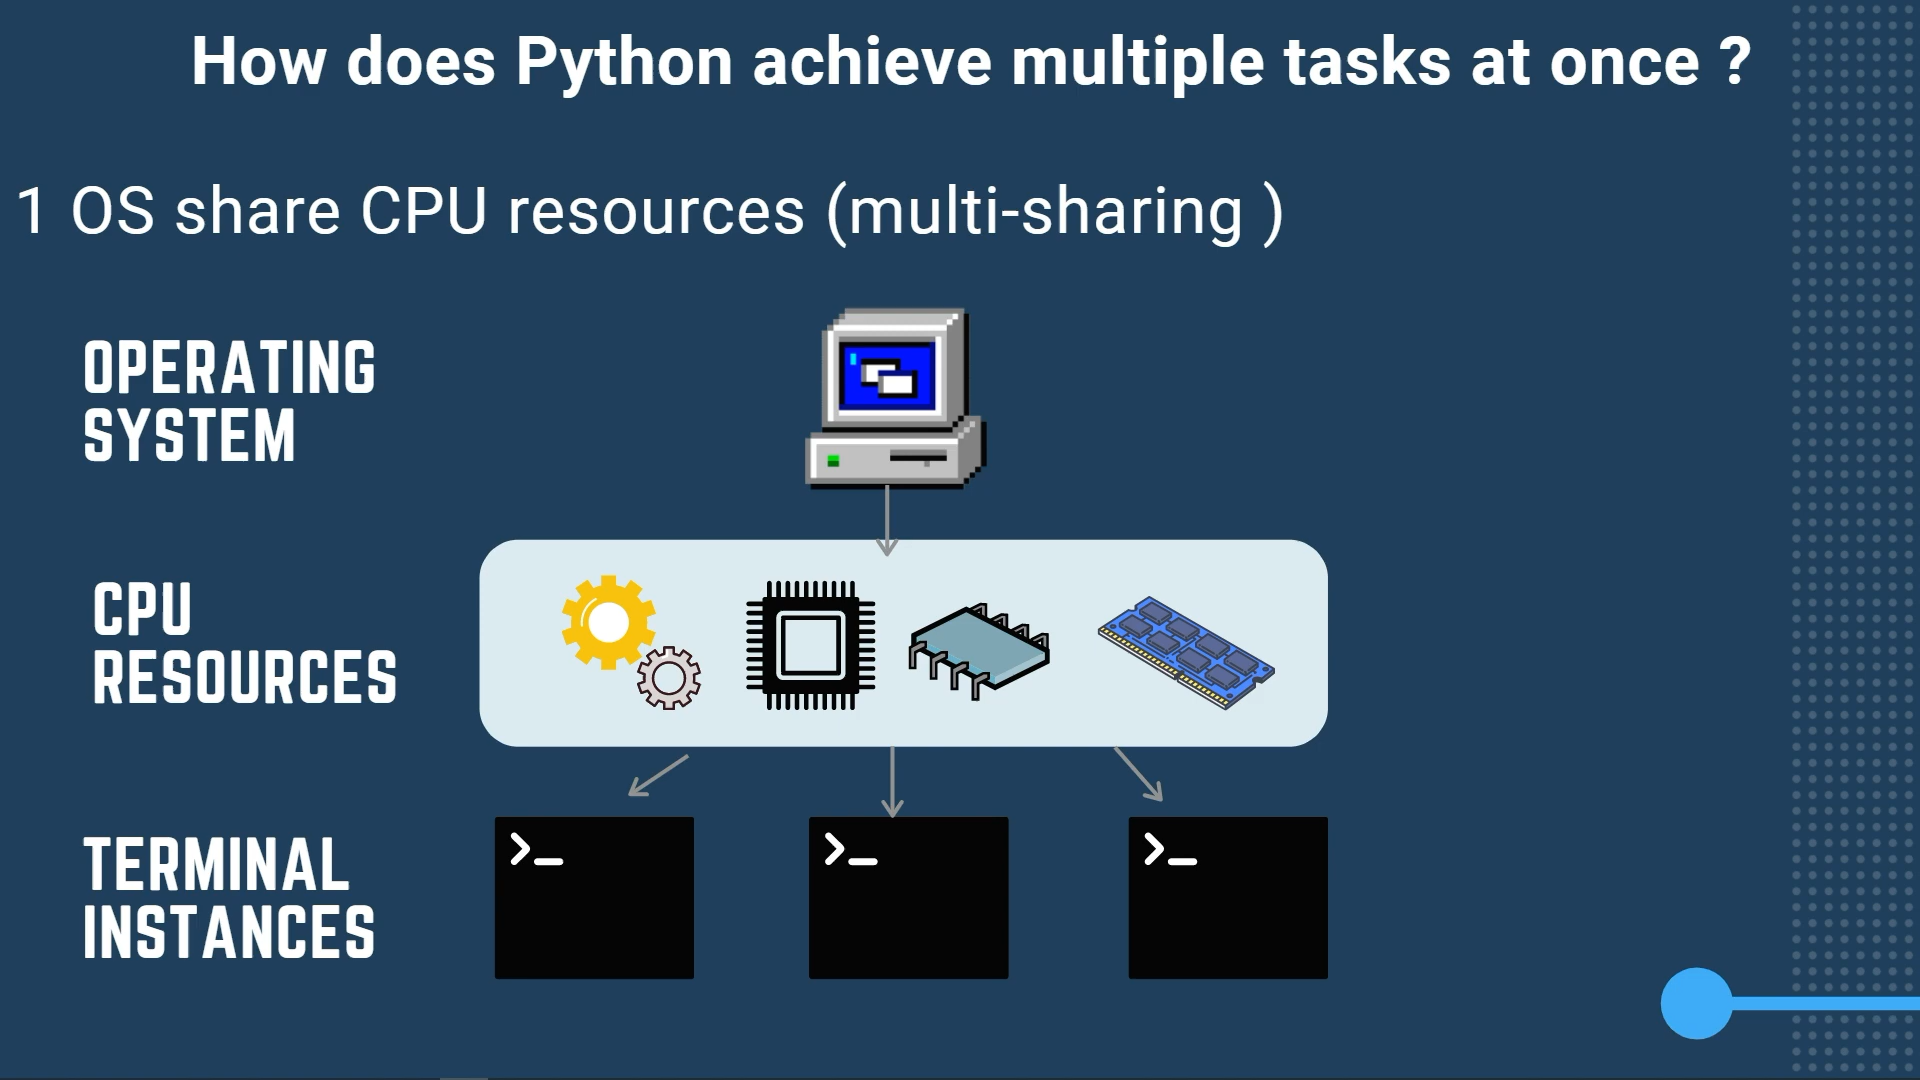 How does Python achieve multiple tasks at once ?
1 OS share CPU resources (multi-sharing )
OPERATING
SYSTEM
CPU
RESOURCES
TERMINAL
INSTANCES
>_
>_
>_